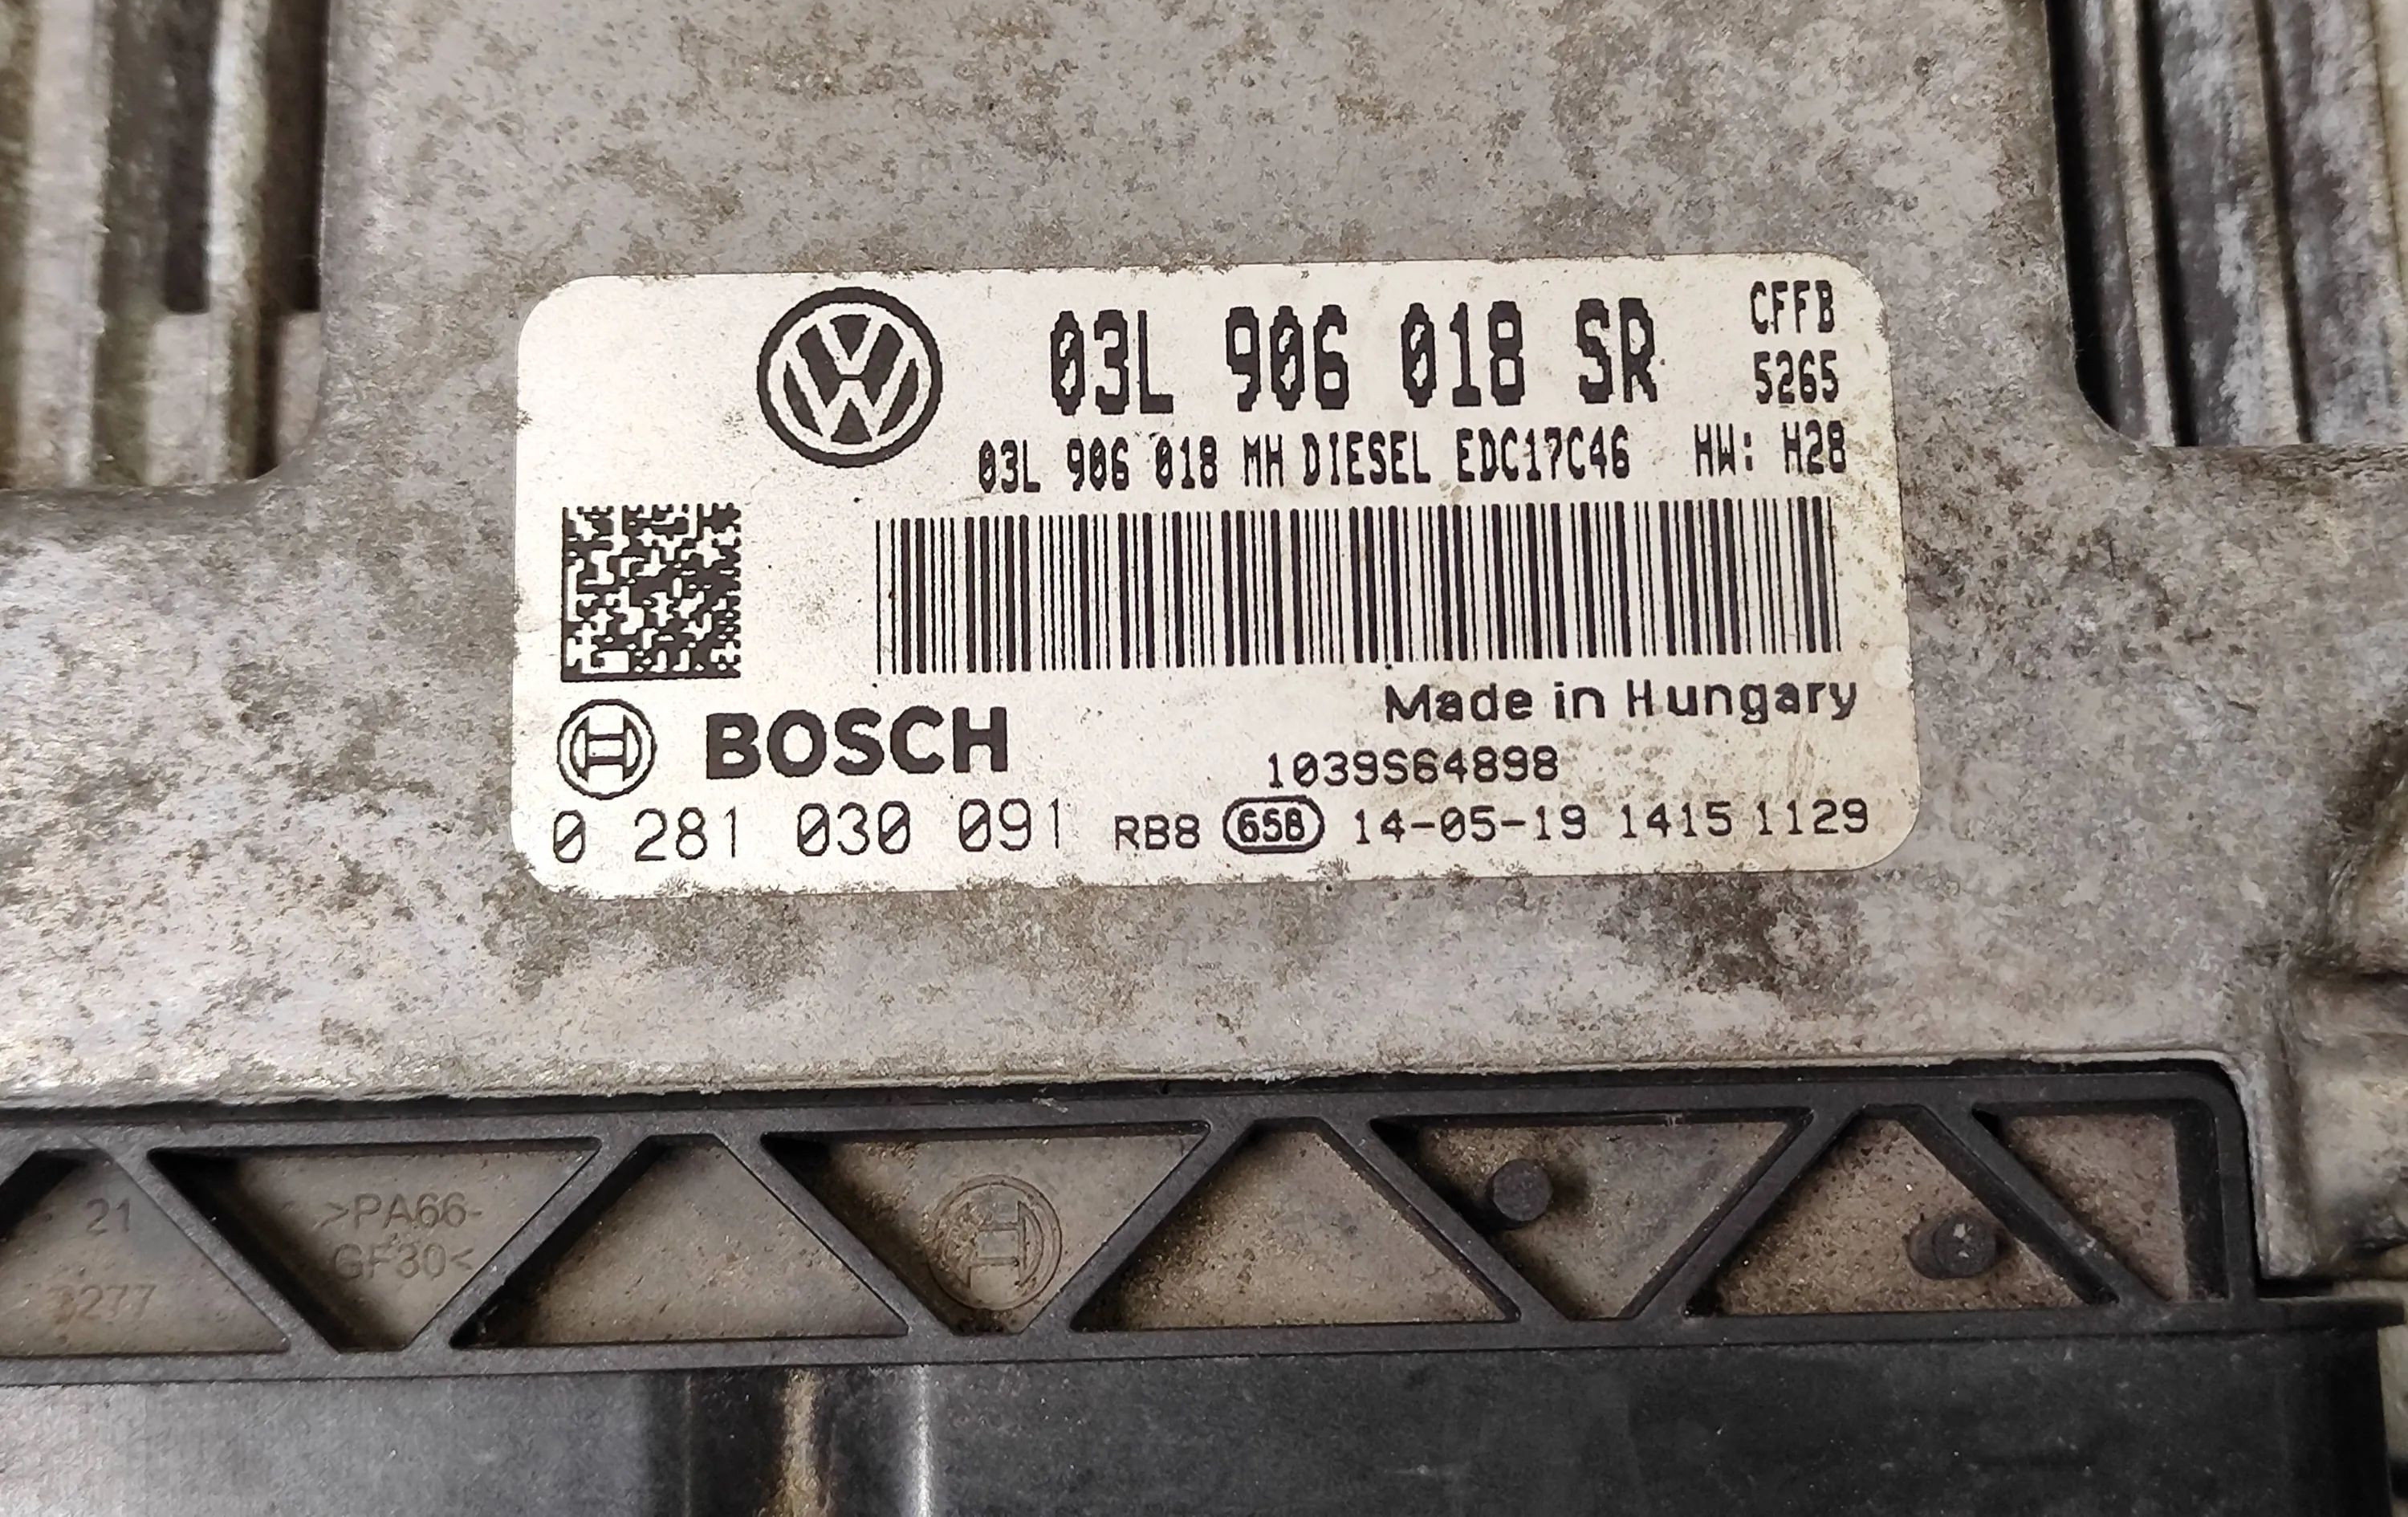 03L 906 018 SR
CFFB
5265
03L 906 018 MH DIESEL EDC17C46 HW: H28
Made in Hungary
BOSCH
1039S64898
0 281 030 091 RB8 65B 14-05-19 1415 1129
21
>PA66-
GF30<